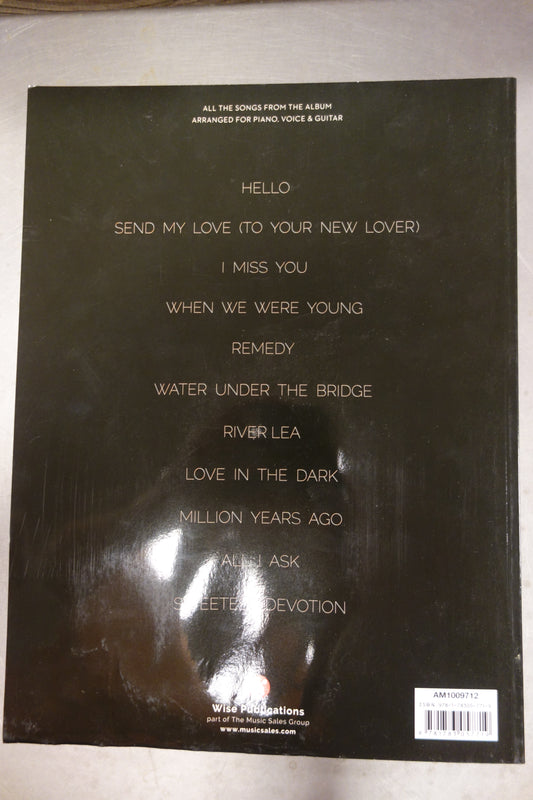 ALL THE SONGS FROM THE ALBUM
ARRANGED FOR PIANO, VOICE & GUITAR
HELLO
SEND MY LOVE (TO YOUR NEW LOVER)
I MISS YOU
WHEN WE WERE YOUNG
REMEDY
WATER UNDER THE BRIDGE
RIVER LEA
LOVE IN THE DARK
MILLION YEARS AGO
ALL I ASK
SWEETEST DEVOTION
Wise Publications
part of The Music Sales Group
www.musicsales.com
AM1009712